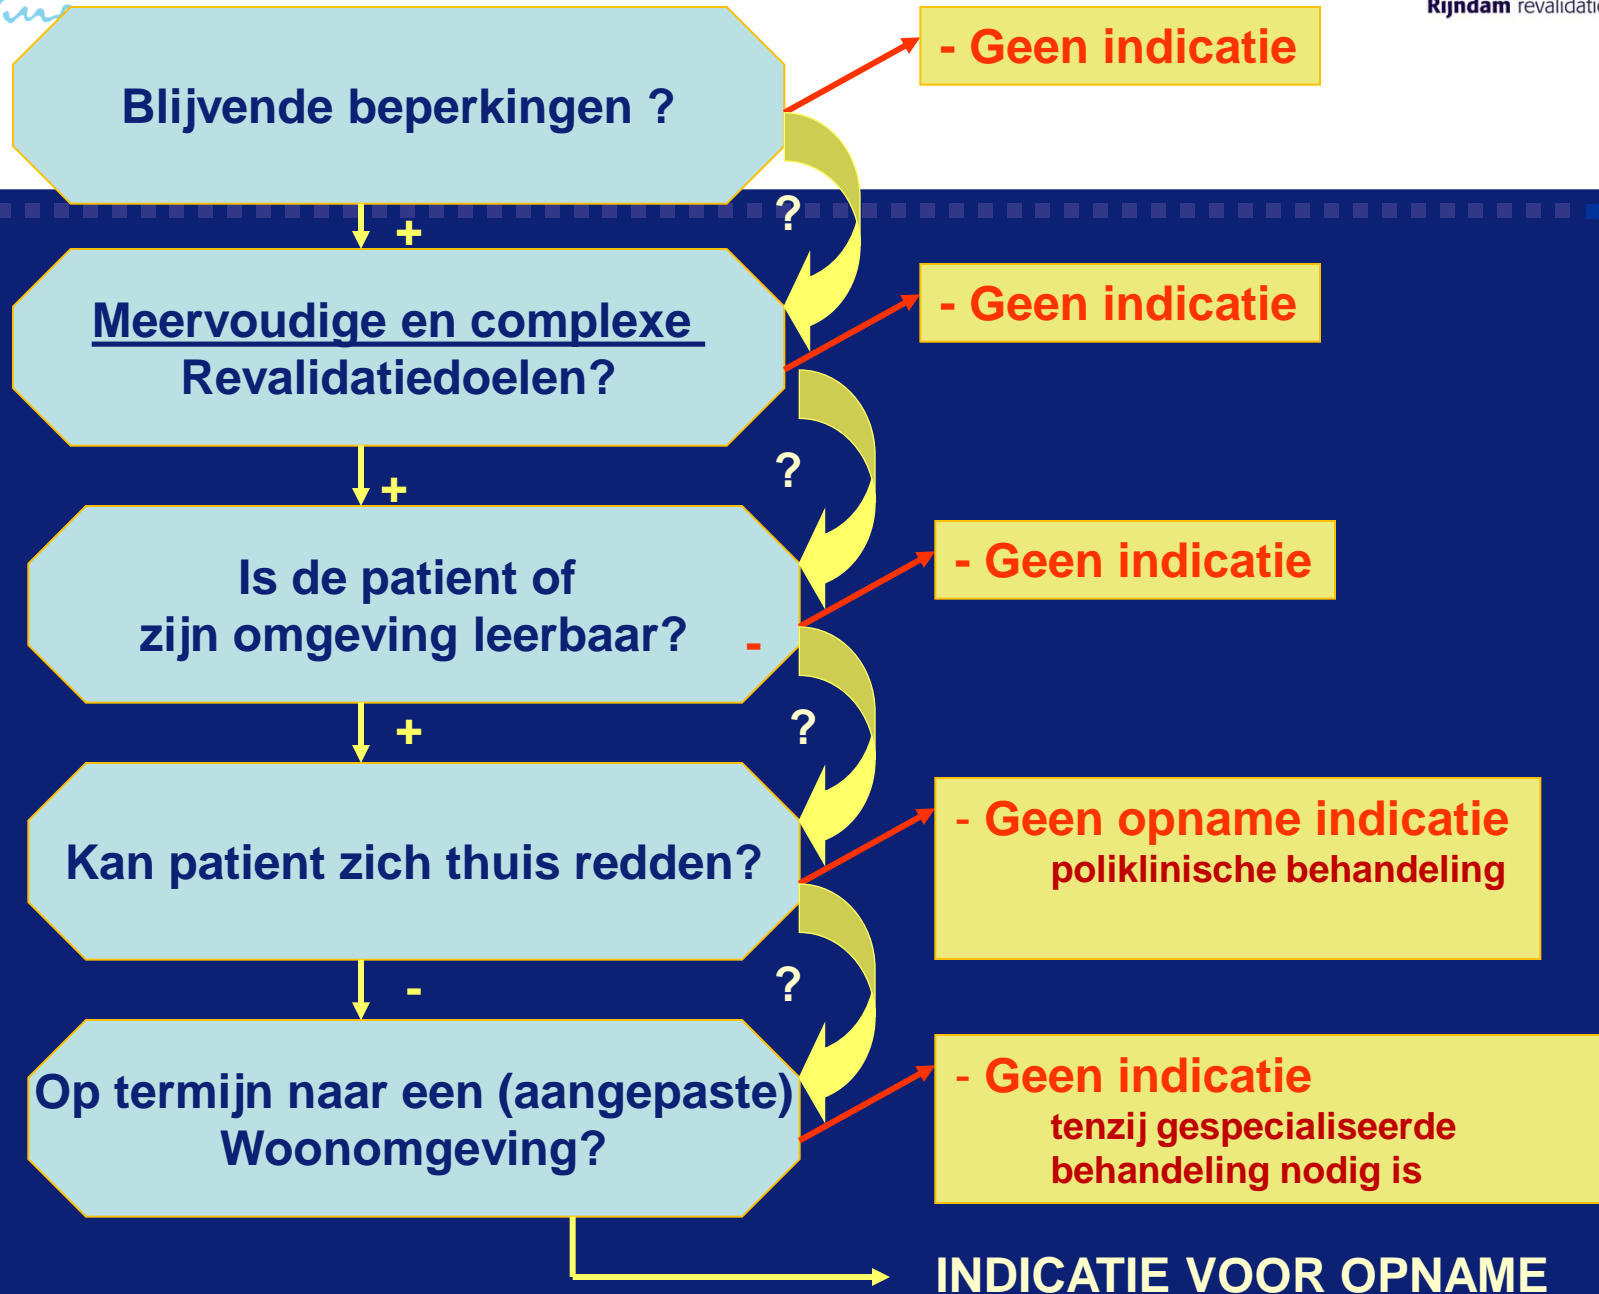 Rijndam revalidatie
Blijvende beperkingen ?
- Geen indicatie
+
?
Meervoudige en complexe
Revalidatiedoelen?
- Geen indicatie
+
?
Is de patient of
zijn omgeving leerbaar? -
- Geen indicatie
+
?
Kan patient zich thuis redden?
- Geen opname indicatie
poliklinische behandeling
-
?
Op termijn naar een (aangepaste)
Woonomgeving?
- Geen indicatie
tenzij gespecialiseerde
behandeling nodig is
INDICATIE VOOR OPNAME